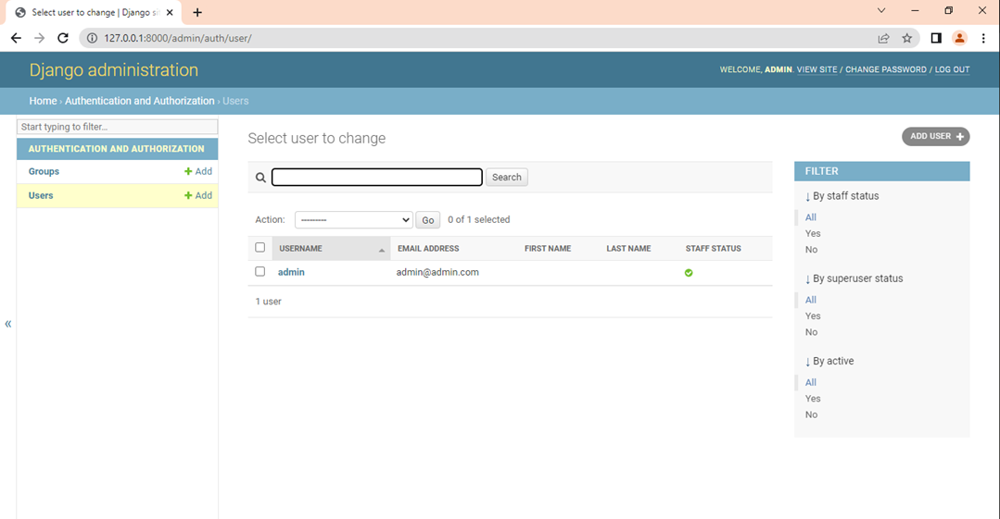 Select user to change | Django si
127.0.0.1:8000/admin/auth/user/
Django administration
WELCOME, ADMIN. VIEW SITE / CHANGE PASSWORD / LOG OUT
Home › Authentication and Authorization › Users
Start typing to filter...
AUTHENTICATION AND AUTHORIZATION
Groups + Add
Users + Add
«
Select user to change
ADD USER +
Search
Action: --------- Go 0 of 1 selected
USERNAME EMAIL ADDRESS FIRST NAME LAST NAME STAFF STATUS
admin admin@admin.com
1 user
FILTER
↓ By staff status
All
Yes
No
↓ By superuser status
All
Yes
No
↓ By active
All
Yes
No